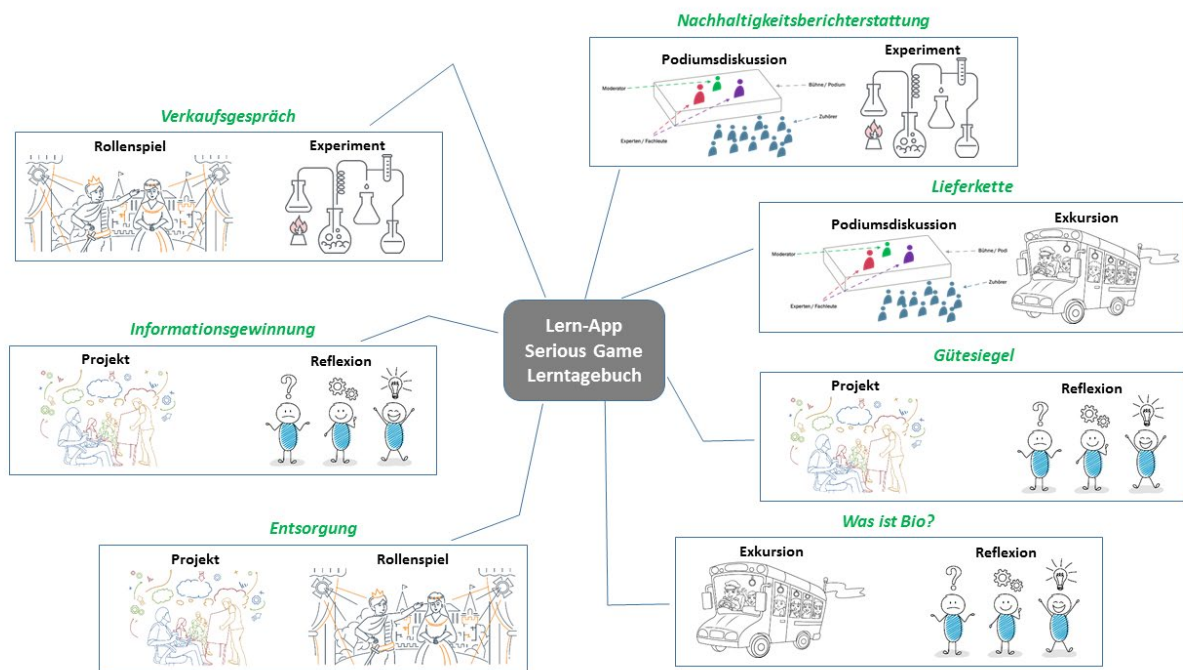 Nachhaltigkeitsberichterstattung
Podiumsdiskussion
Experiment
Moderator
Bühne / Podium
Zuhörer
Experten / Fachleute
Verkaufsgespräch
Rollenspiel
Experiment
Lieferkette
Podiumsdiskussion
Exkursion
Moderator
Bühne / Podi
Zuhörer
Experten / Fachleute
Informationsgewinnung
Projekt
Reflexion
Lern-App
Serious Game
Lerntagebuch
Gütesiegel
Projekt
Reflexion
Entsorgung
Projekt
Rollenspiel
Was ist Bio?
Exkursion
Reflexion